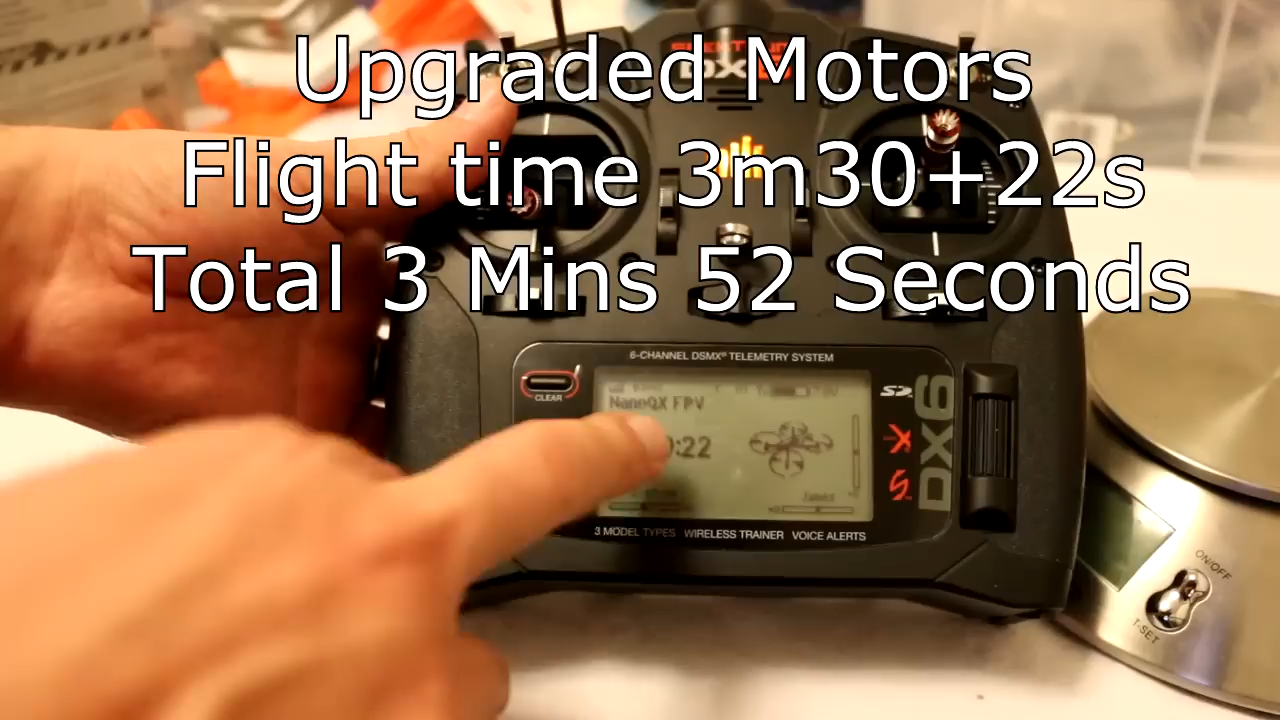 Upgraded Motors
Flight time 3m30+22s
Total 3 Mins 52 Seconds
6-CHANNEL DSMX® TELEMETRY SYSTEM
CLEAR
NanoQX FPV
:22
DX6
3 MODEL TYPES WIRELESS TRAINER VOICE ALERTS
ON/OFF
T-SET